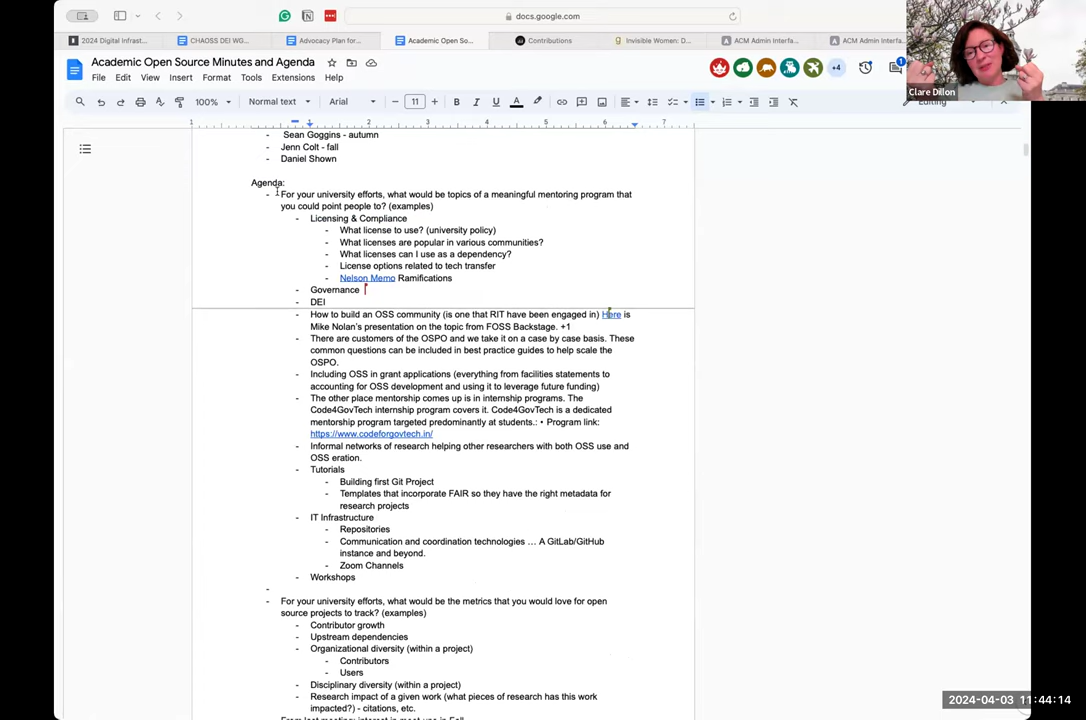 docs.google.com
2024 Digital Infrast...
CHAOSS DEI WG...
Advocacy Plan for...
Academic Open So...
Contributions
Invisible Women: D...
ACM Admin Interfa...
ACM Admin Interfa...
Academic Open Source Minutes and Agenda
File Edit View Insert Format Tools Extensions Help
+4
1
Clare Dillon
100% Normal text Arial 11 B I U A
Editing
1 2 3 4 5 6 7
- Sean Goggins - autumn
- Jenn Colt - fall
- Daniel Shown
Agenda:
- For your university efforts, what would be topics of a meaningful mentoring program that
you could point people to? (examples)
- Licensing & Compliance
- What license to use? (university policy)
- What licenses are popular in various communities?
- What licenses can I use as a dependency?
- License options related to tech transfer
- Nelson Memo Ramifications
- Governance
- DEI
- How to build an OSS community (is one that RIT have been engaged in) Here is
Mike Nolan's presentation on the topic from FOSS Backstage. +1
- There are customers of the OSPO and we take it on a case by case basis. These
common questions can be included in best practice guides to help scale the
OSPO.
- Including OSS in grant applications (everything from facilities statements to
accounting for OSS development and using it to leverage future funding)
- The other place mentorship comes up is in internship programs. The
Code4GovTech internship program covers it. Code4GovTech is a dedicated
mentorship program targeted predominantly at students.: • Program link:
https://www.codeforgovtech.in/
- Informal networks of research helping other researchers with both OSS use and
OSS eration.
- Tutorials
- Building first Git Project
- Templates that incorporate FAIR so they have the right metadata for
research projects
- IT Infrastructure
- Repositories
- Communication and coordination technologies … A GitLab/GitHub
instance and beyond.
- Zoom Channels
- Workshops
-
- For your university efforts, what would be the metrics that you would love for open
source projects to track? (examples)
- Contributor growth
- Upstream dependencies
- Organizational diversity (within a project)
- Contributors
- Users
- Disciplinary diversity (within a project)
- Research impact of a given work (what pieces of research has this work
impacted?) - citations, etc.
2024-04-03 11:44:14